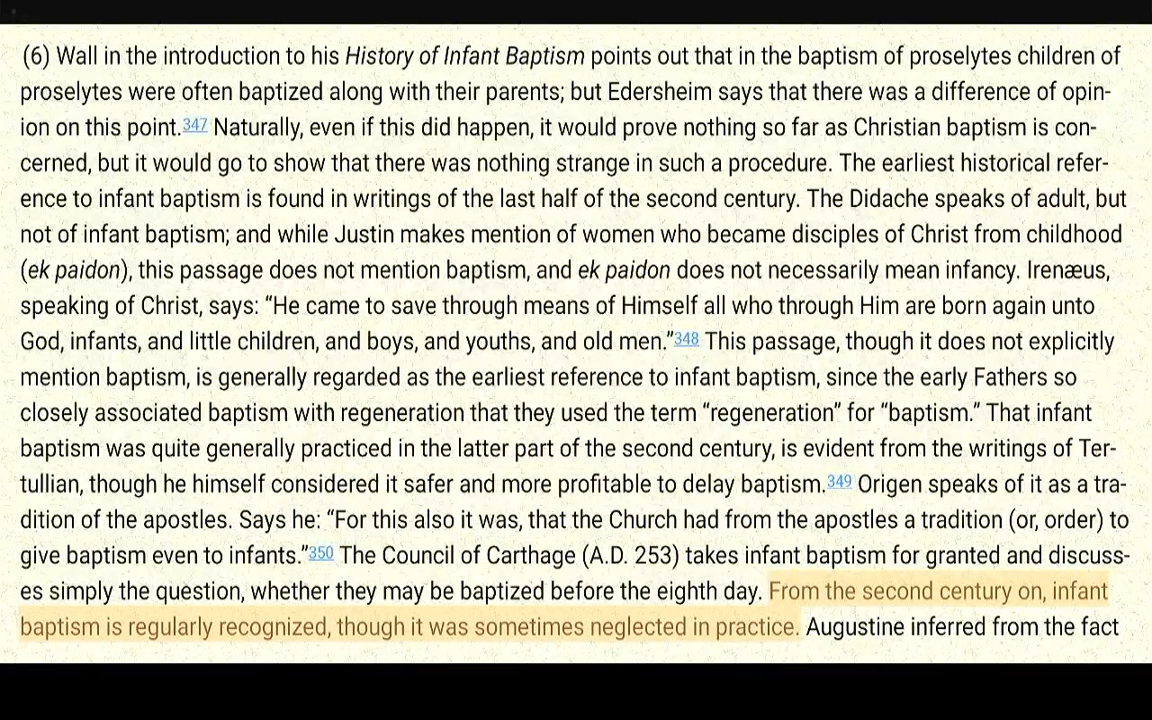 (6) Wall in the introduction to his History of Infant Baptism points out that in the baptism of proselytes children of
proselytes were often baptized along with their parents; but Edersheim says that there was a difference of opin-
ion on this point.347 Naturally, even if this did happen, it would prove nothing so far as Christian baptism is con-
cerned, but it would go to show that there was nothing strange in such a procedure. The earliest historical refer-
ence to infant baptism is found in writings of the last half of the second century. The Didache speaks of adult, but
not of infant baptism; and while Justin makes mention of women who became disciples of Christ from childhood
(ek paidon), this passage does not mention baptism, and ek paidon does not necessarily mean infancy. Irenæus,
speaking of Christ, says: “He came to save through means of Himself all who through Him are born again unto
God, infants, and little children, and boys, and youths, and old men.”348 This passage, though it does not explicitly
mention baptism, is generally regarded as the earliest reference to infant baptism, since the early Fathers so
closely associated baptism with regeneration that they used the term “regeneration” for “baptism.” That infant
baptism was quite generally practiced in the latter part of the second century, is evident from the writings of Ter-
tullian, though he himself considered it safer and more profitable to delay baptism.349 Origen speaks of it as a tra-
dition of the apostles. Says he: “For this also it was, that the Church had from the apostles a tradition (or, order) to
give baptism even to infants.”350 The Council of Carthage (A.D. 253) takes infant baptism for granted and discuss-
es simply the question, whether they may be baptized before the eighth day. From the second century on, infant
baptism is regularly recognized, though it was sometimes neglected in practice. Augustine inferred from the fact